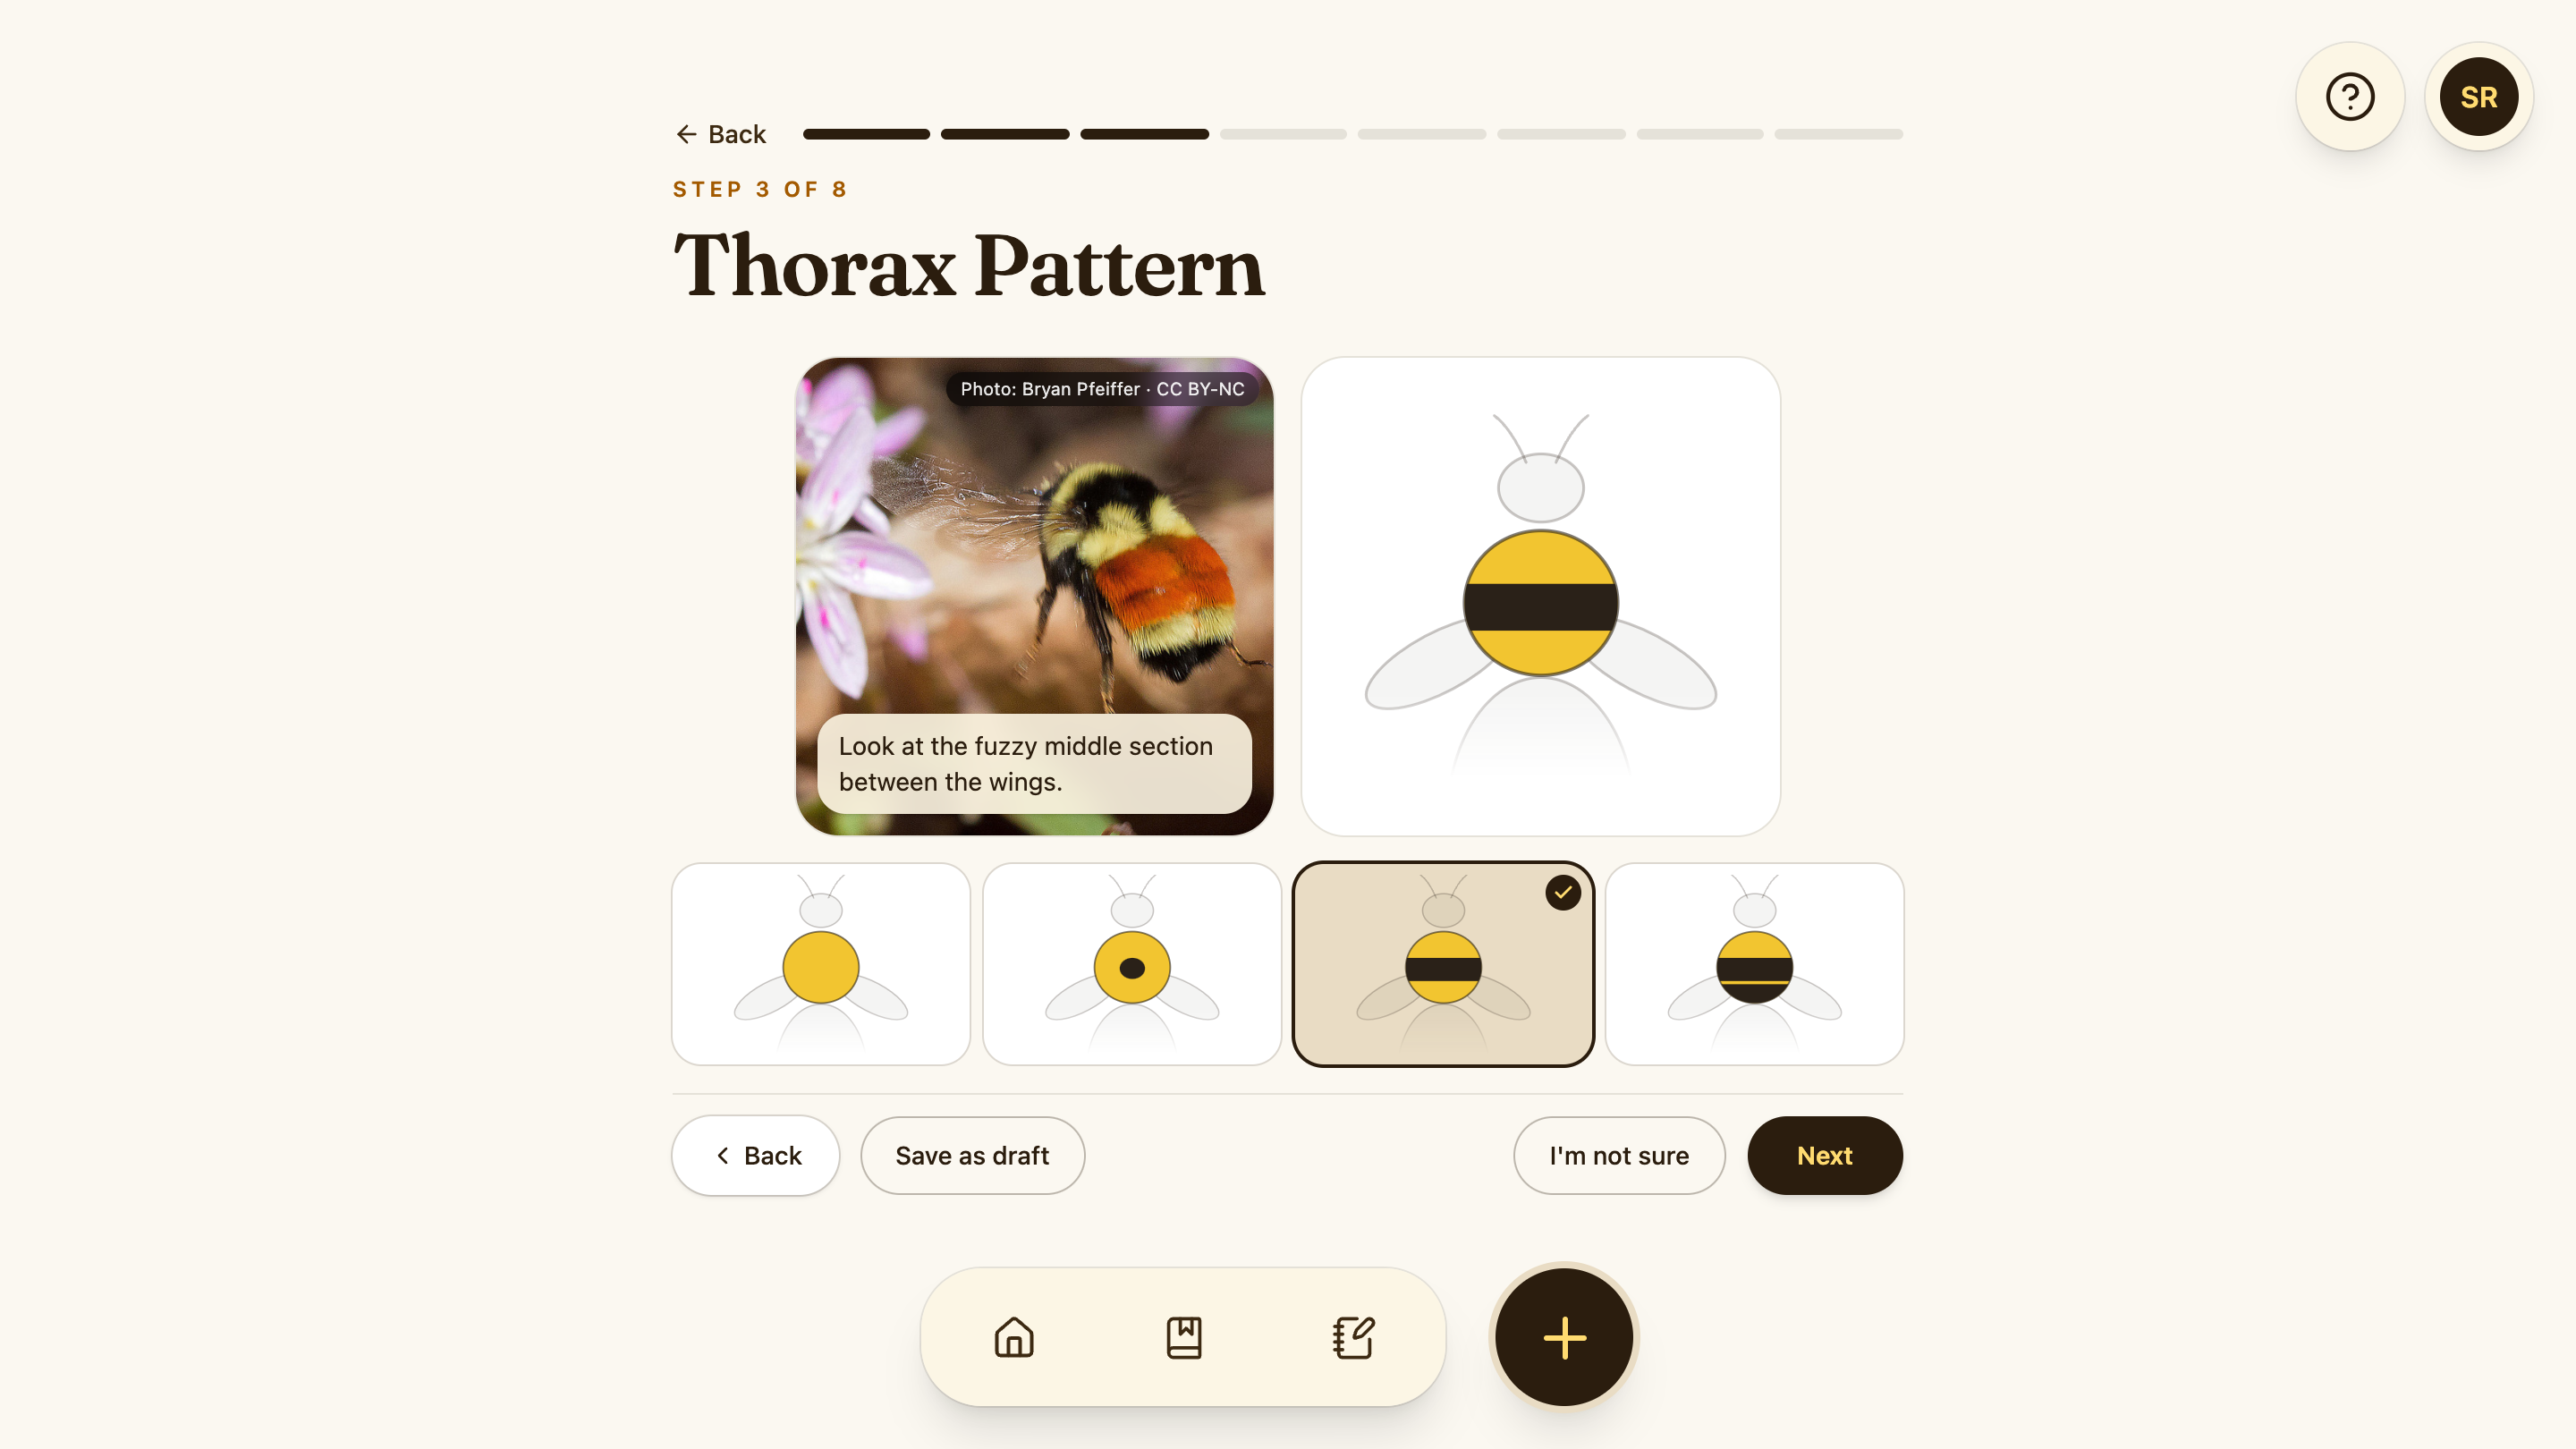 SR
Back
STEP 3 OF 8
Thorax Pattern
Photo: Bryan Pfeiffer · CC BY-NC
Look at the fuzzy middle section
between the wings.
Back
Save as draft
I'm not sure
Next